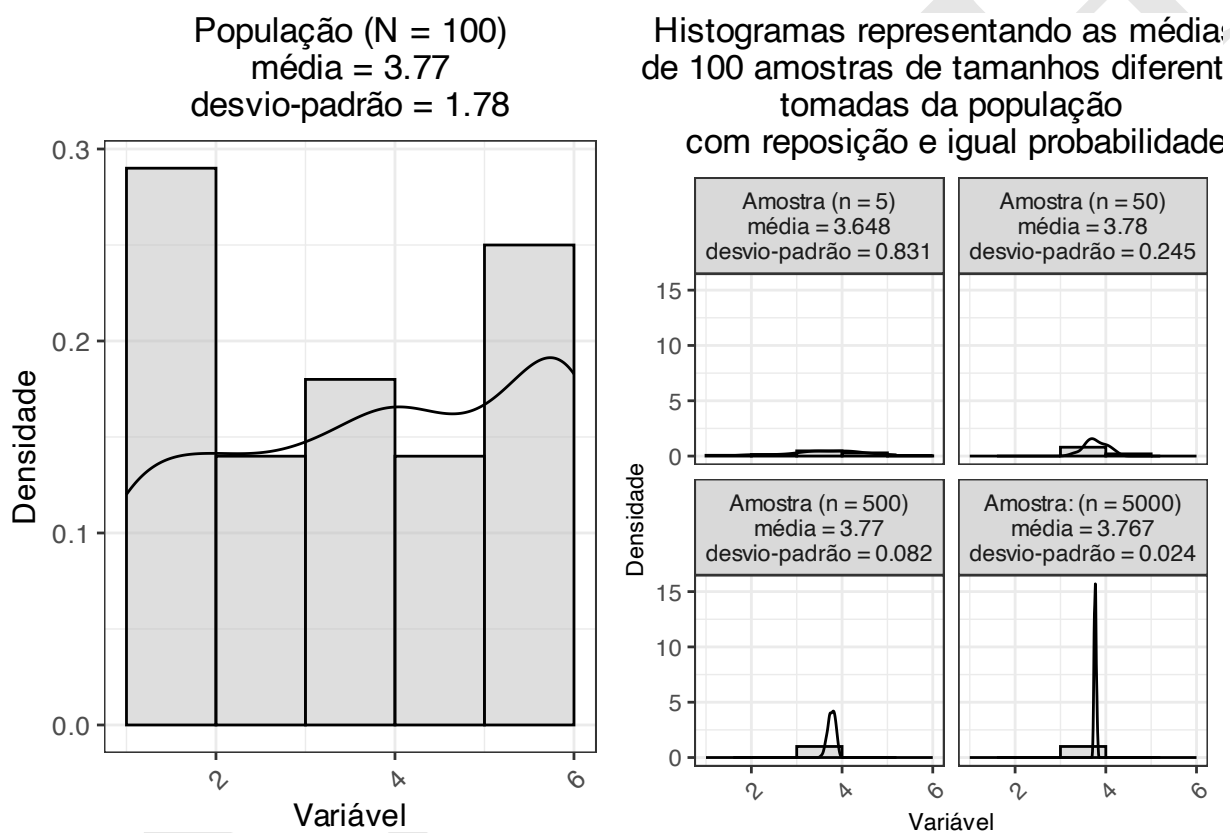 População (N = 100)
média = 3.77
desvio-padrão = 1.78
0.3
0.2
0.1
0.0
Densidade
2
4
6
Variável
Histogramas representando as médias
de 100 amostras de tamanhos diferent
tomadas da população
com reposição e igual probabilidade
Amostra (n = 5)
média = 3.648
desvio-padrão = 0.831
Amostra (n = 50)
média = 3.78
desvio-padrão = 0.245
15
10
5
0
Densidade
Amostra (n = 500)
média = 3.77
desvio-padrão = 0.082
Amostra: (n = 5000)
média = 3.767
desvio-padrão = 0.024
15
10
5
0
2
4
6
2
4
6
Variável